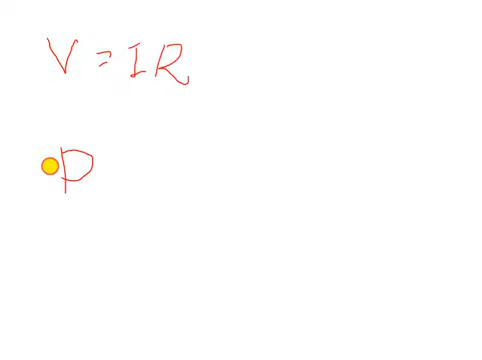 V = IR
P